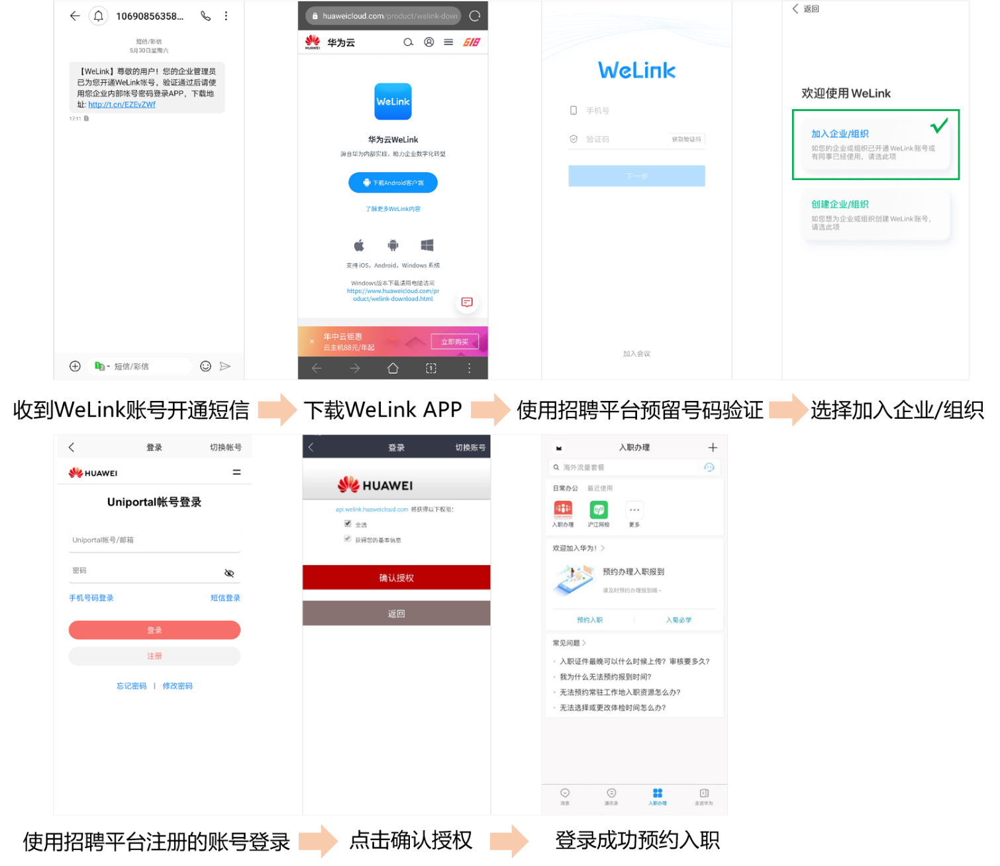 10690856358...
短信/彩信
5月30日星期六
【WeLink】尊敬的用户！您的企业管理员
已为您开通WeLink帐号，验证通过后请使
用您企业内部帐号密码登录APP，下载地
址: http://t.cn/EZEvZWf
17:11
短信/彩信
huaweicloud.com/product/welink-down
HUAWEI 华为云
618
WeLink
华为云WeLink
源自华为内部实践，助力企业数字化转型
下载Android客户端
了解更多WeLink内容
支持iOS，Android，Windows 系统
Windows版本下载请用电脑访问
https://www.huaweicloud.com/pr
oduct/welink-download.html
年中云钜惠
云主机88元/年起
立即购买
1
WeLink
手机号
验证码 获取验证码
下一步
加入会议
返回
欢迎使用 WeLink
加入企业/组织
如您的企业或组织已开通 WeLink 账号或
有同事已经使用，请选此项
创建企业/组织
如您想为企业或组织创建 WeLink 账号，
请选此项
收到WeLink账号开通短信
下载WeLink APP
使用招聘平台预留号码验证
选择加入企业/组织
登录 切换帐号
HUAWEI
Uniportal帐号登录
Uniportal帐号/邮箱
密码
手机号码登录 短信登录
登录
注册
忘记密码 | 修改密码
登录 切换账号
HUAWEI
api.welink.huaweicloud.com 将获得以下权限：
全选
获得您的基本信息
确认授权
返回
入职办理
海外流量套餐
日常办公 最近使用
入职办理 沪江网校 更多
欢迎加入华为！
预约办理入职报到
请及时预约办理报到哦~
预约入职 入菊必学
常见问题
入职证件最晚可以什么时候上传？审核要多久？
我为什么无法预约报到时间？
无法预约常驻工作地入职资源怎么办？
无法选择或更改体检时间怎么办？
消息 通讯录 入职办理 走进华为
使用招聘平台注册的账号登录
点击确认授权
登录成功预约入职